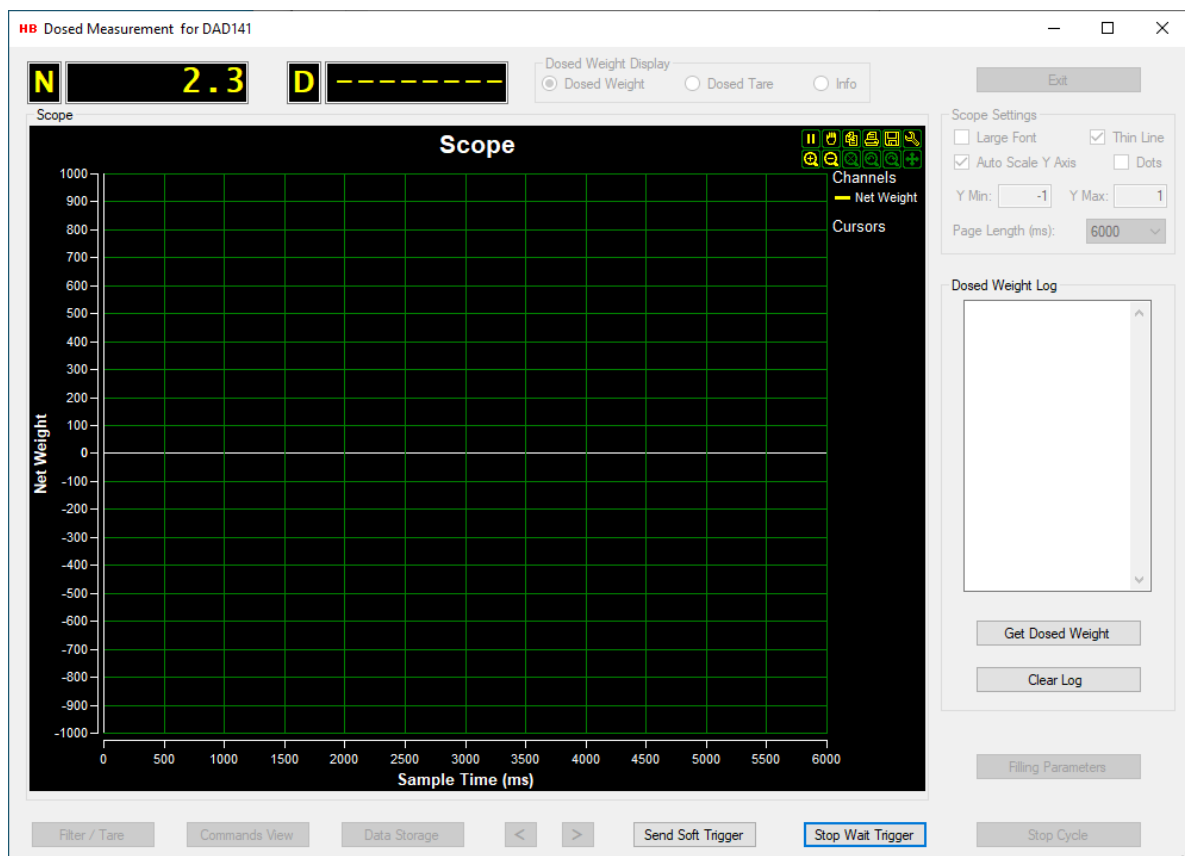 HB Dosed Measurement for DAD141
N 2.3 D --------
Dosed Weight Display
Dosed Weight Dosed Tare Info
Exit
Scope
Scope
Channels
Net Weight
Cursors
1000
900
800
700
600
500
400
300
200
100
0
-100
-200
-300
-400
-500
-600
-700
-800
-900
-1000
Net Weight
0 500 1000 1500 2000 2500 3000 3500 4000 4500 5000 5500 6000
Sample Time (ms)
Scope Settings
Large Font Thin Line
Auto Scale Y Axis Dots
Y Min: -1 Y Max: 1
Page Length (ms): 6000
Dosed Weight Log
Get Dosed Weight
Clear Log
Filling Parameters
Filter / Tare Commands View Data Storage < > Send Soft Trigger Stop Wait Trigger Stop Cycle